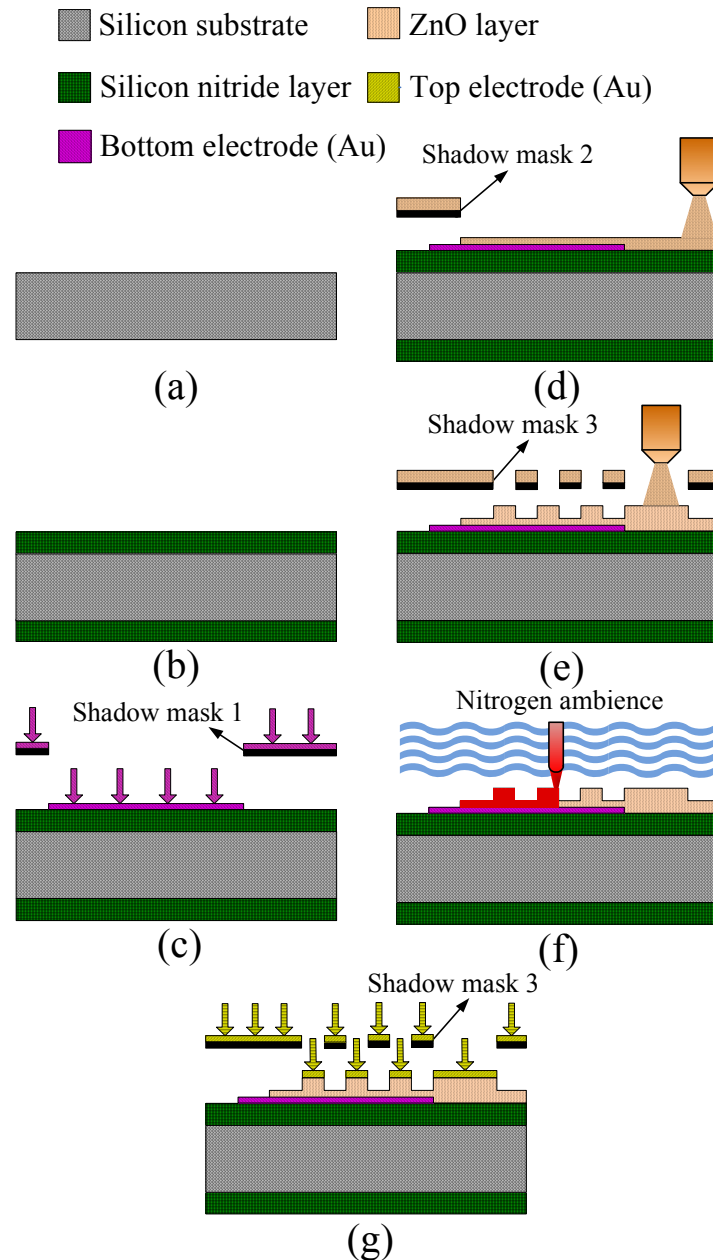 Silicon substrate
ZnO layer
Silicon nitride layer
Top electrode (Au)
Bottom electrode (Au)
(a)
(b)
Shadow mask 1
(c)
Shadow mask 2
(d)
Shadow mask 3
(e)
Nitrogen ambience
(f)
Shadow mask 3
(g)